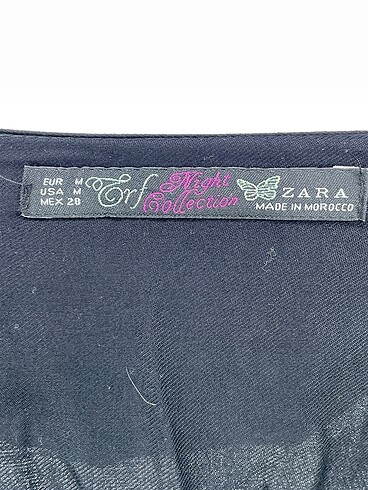 EUR M
USA M
MEX 28
Trf Night Collection
ZARA
MADE IN MOROCCO